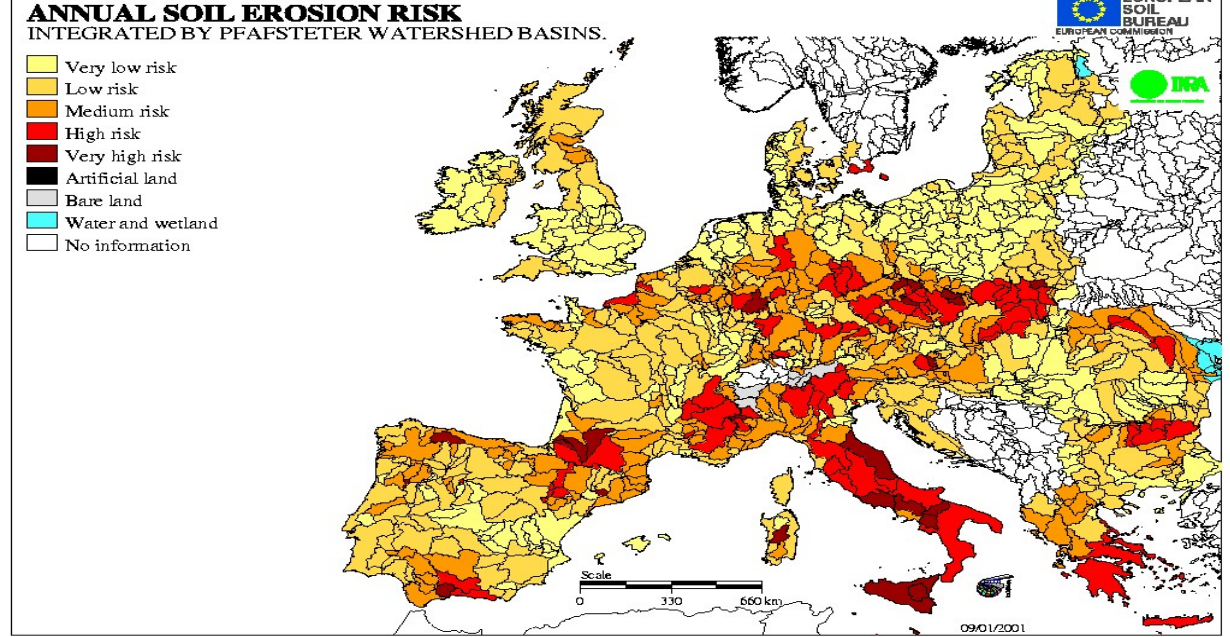 ANNUAL SOIL EROSION RISK
INTEGRATED BY PFAFSTETER WATERSHED BASINS.
EUROPEAN
SOIL
BUREAU
EUROPEAN COMMISSION
INRA
Very low risk
Low risk
Medium risk
High risk
Very high risk
Artificial land
Bare land
Water and wetland
No information
Scale
0 330 660 km
09/01/2001